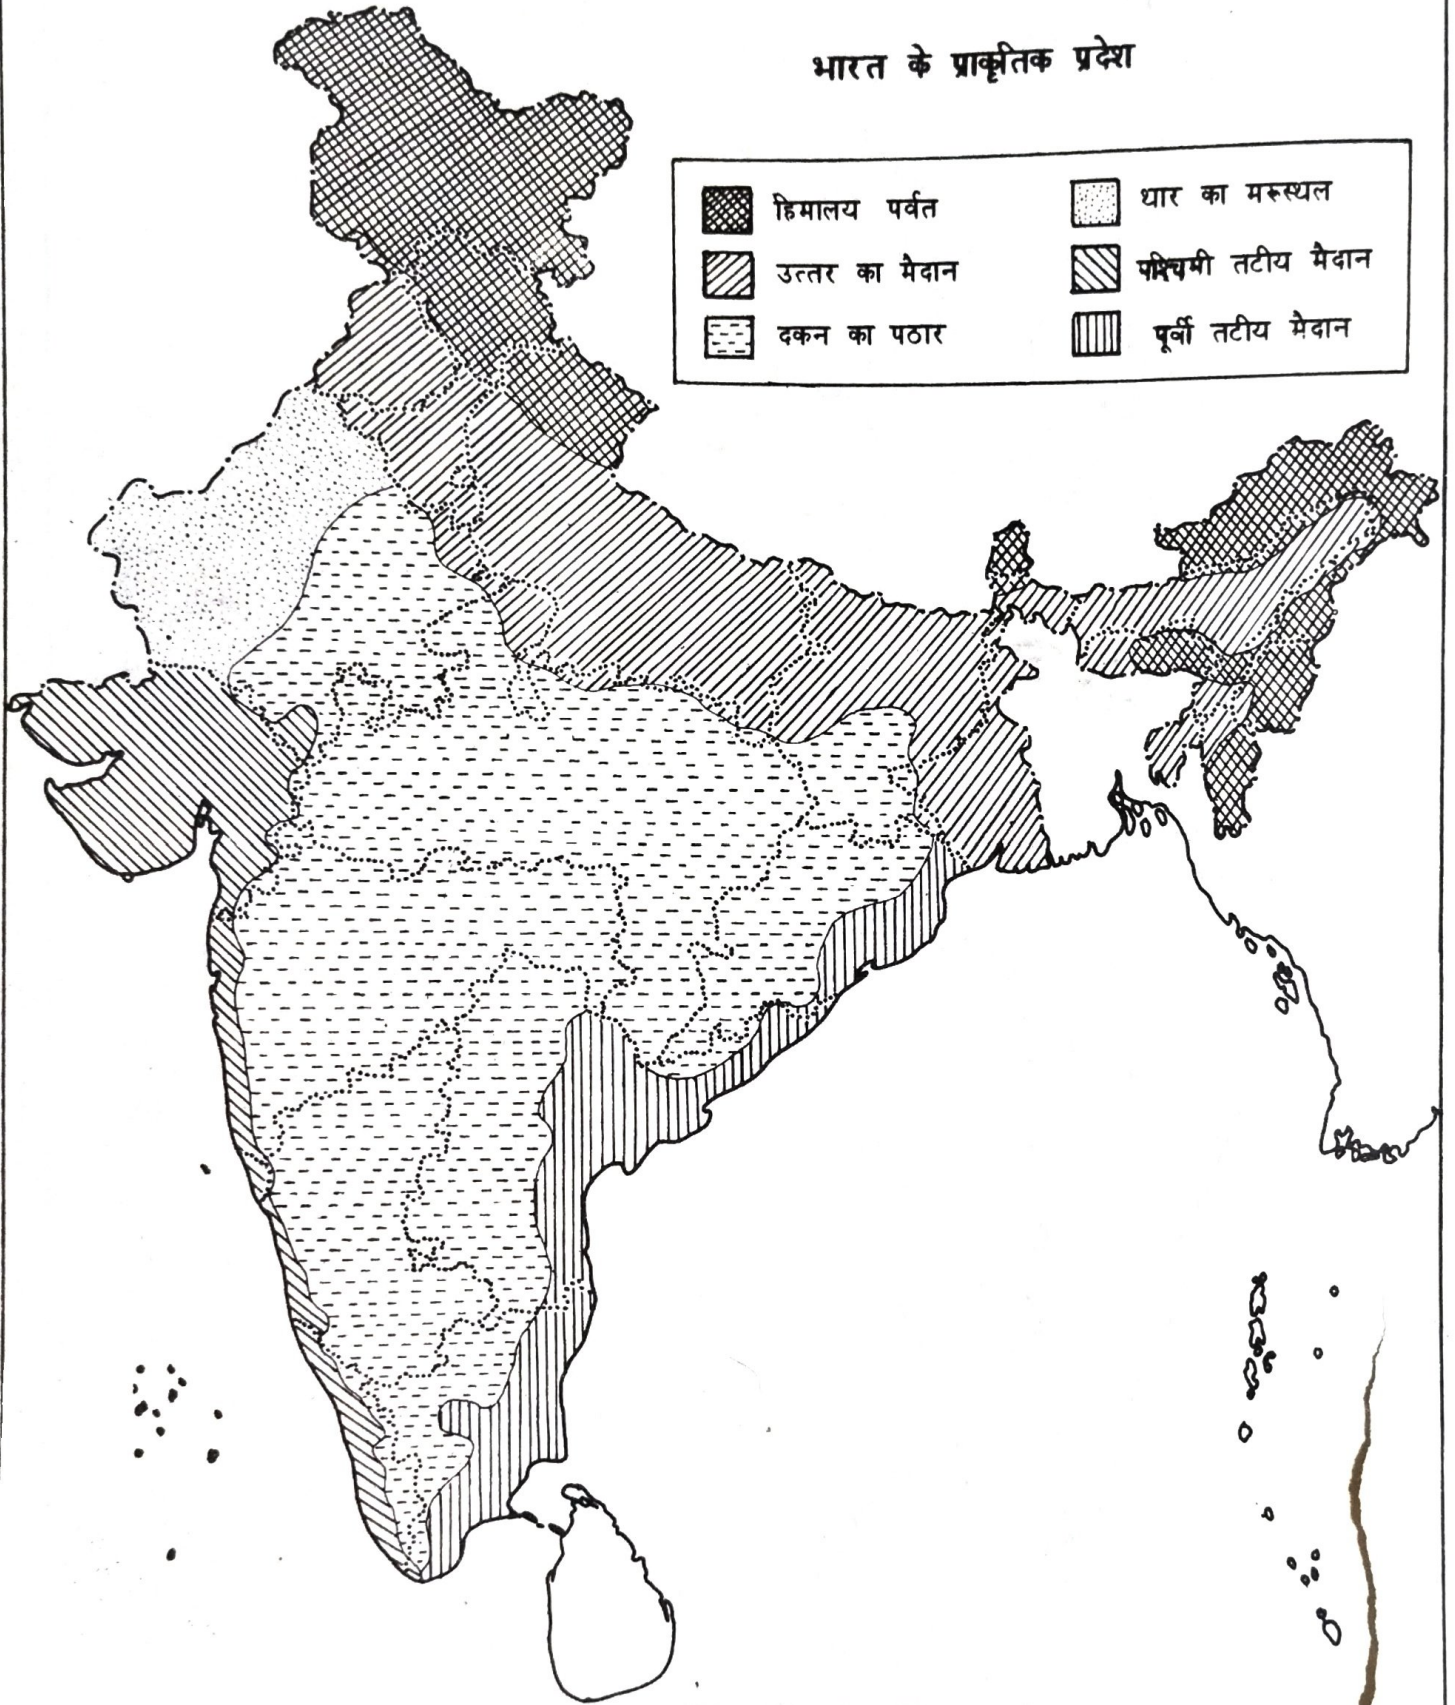 भारत के प्राकृतिक प्रदेश
हिमालय पर्वत
थार का मरूस्थल
उत्तर का मैदान
पश्चिमी तटीय मैदान
दकन का पठार
पूर्वी तटीय मैदान